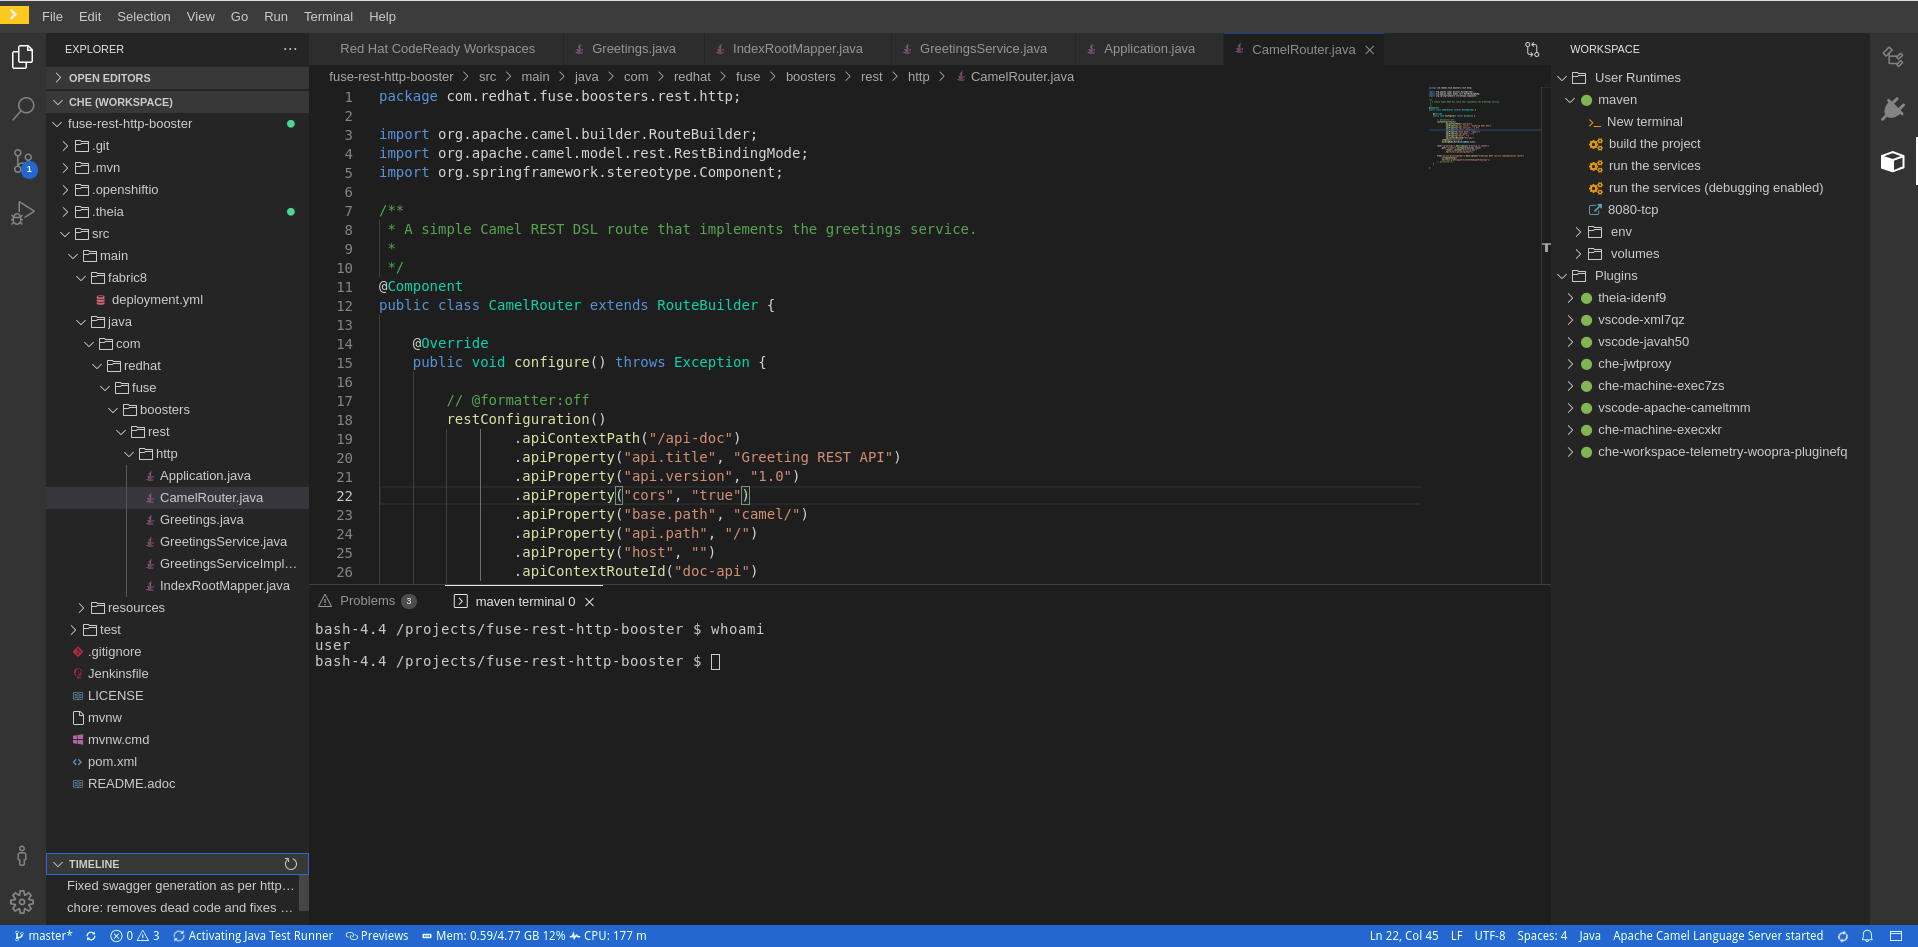 File Edit Selection View Go Run Terminal Help
EXPLORER
OPEN EDITORS
CHE (WORKSPACE)
fuse-rest-http-booster
.git
.mvn
.openshiftio
.theia
src
main
fabric8
deployment.yml
java
com
redhat
fuse
boosters
rest
http
Application.java
CamelRouter.java
Greetings.java
GreetingsService.java
GreetingsServiceImpl...
IndexRootMapper.java
resources
test
.gitignore
Jenkinsfile
LICENSE
mvnw
mvnw.cmd
pom.xml
README.adoc
1
TIMELINE
Fixed swagger generation as per http...
chore: removes dead code and fixes ...
Red Hat CodeReady Workspaces Greetings.java IndexRootMapper.java GreetingsService.java Application.java CamelRouter.java
fuse-rest-http-booster > src > main > java > com > redhat > fuse > boosters > rest > http > CamelRouter.java
1 package com.redhat.fuse.boosters.rest.http;
2
3 import org.apache.camel.builder.RouteBuilder;
4 import org.apache.camel.model.rest.RestBindingMode;
5 import org.springframework.stereotype.Component;
6
7 /**
8 * A simple Camel REST DSL route that implements the greetings service.
9 *
10 */
11 @Component
12 public class CamelRouter extends RouteBuilder {
13
14 @Override
15 public void configure() throws Exception {
16
17 // @formatter:off
18 restConfiguration()
19 .apiContextPath("/api-doc")
20 .apiProperty("api.title", "Greeting REST API")
21 .apiProperty("api.version", "1.0")
22 .apiProperty("cors", "true")
23 .apiProperty("base.path", "camel/")
24 .apiProperty("api.path", "/")
25 .apiProperty("host", "")
26 .apiContextRouteId("doc-api")
Problems 3 maven terminal 0
bash-4.4 /projects/fuse-rest-http-booster $ whoami
user
bash-4.4 /projects/fuse-rest-http-booster $
WORKSPACE
User Runtimes
maven
New terminal
build the project
run the services
run the services (debugging enabled)
8080-tcp
env
volumes
Plugins
theia-idenf9
vscode-xml7qz
vscode-javah50
che-jwtproxy
che-machine-exec7zs
vscode-apache-cameltmm
che-machine-execxkr
che-workspace-telemetry-woopra-pluginefq
master* 0 3 Activating Java Test Runner Previews Mem: 0.59/4.77 GB 12% CPU: 177 m Ln 22, Col 45 LF UTF-8 Spaces: 4 Java Apache Camel Language Server started